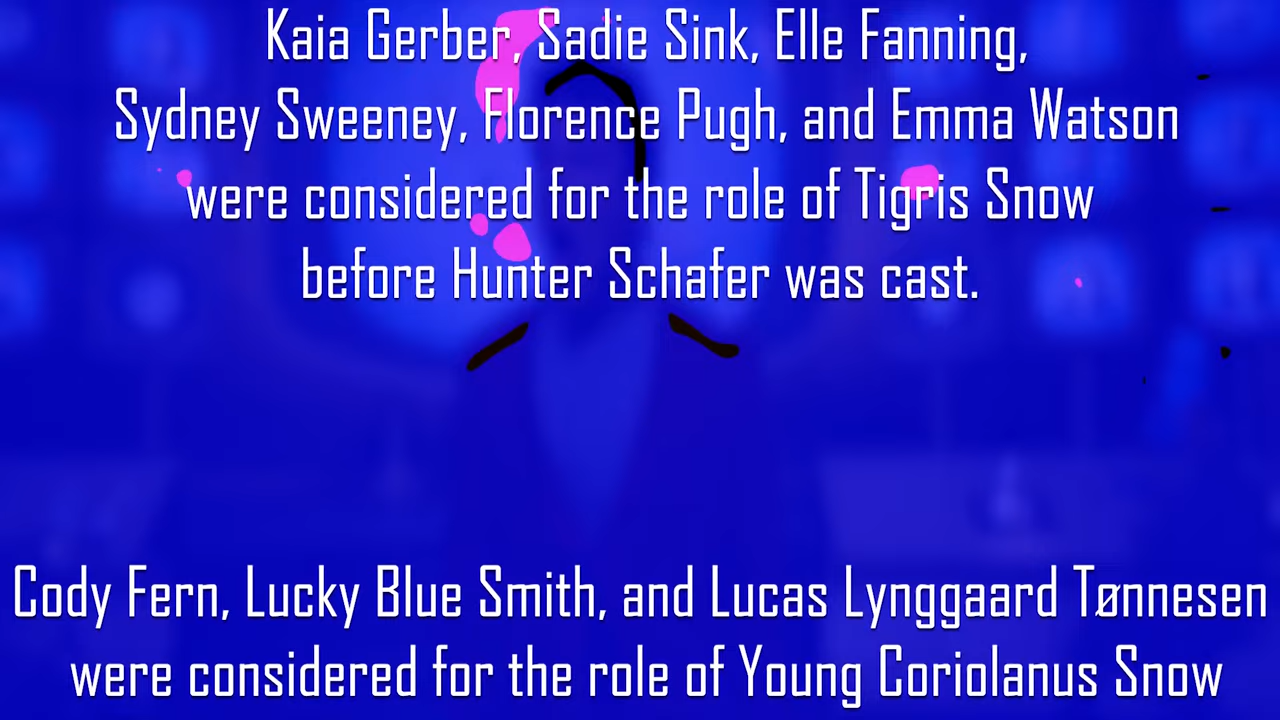 Kaia Gerber, Sadie Sink, Elle Fanning,
Sydney Sweeney, Florence Pugh, and Emma Watson
were considered for the role of Tigris Snow
before Hunter Schafer was cast.
Cody Fern, Lucky Blue Smith, and Lucas Lynggaard Tønnesen
were considered for the role of Young Coriolanus Snow